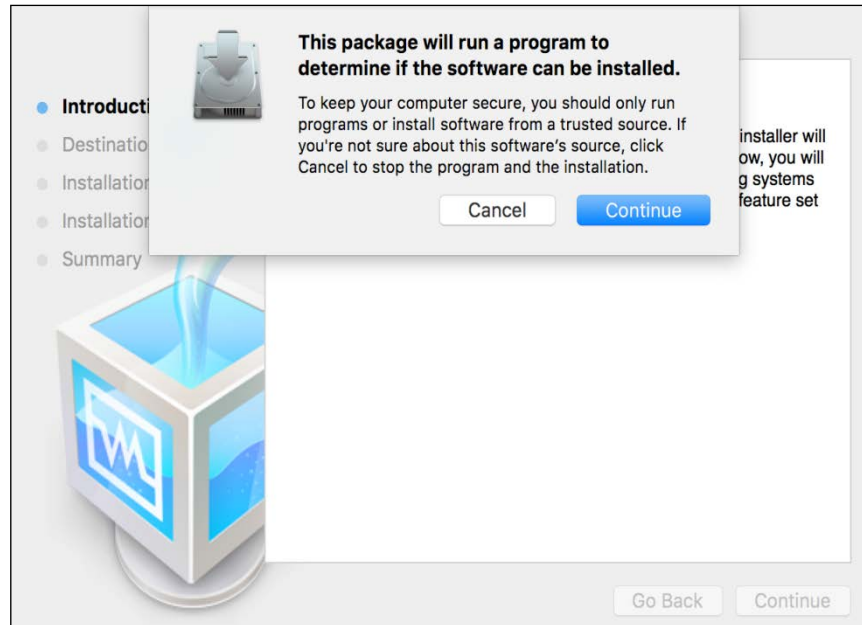 This package will run a program to
determine if the software can be installed.
To keep your computer secure, you should only run
programs or install software from a trusted source. If
you're not sure about this software's source, click
Cancel to stop the program and the installation.
Cancel
Continue
Introducti
Destinatio
Installation
Installation
Summary
installer will
ow, you will
g systems
feature set
Go Back
Continue